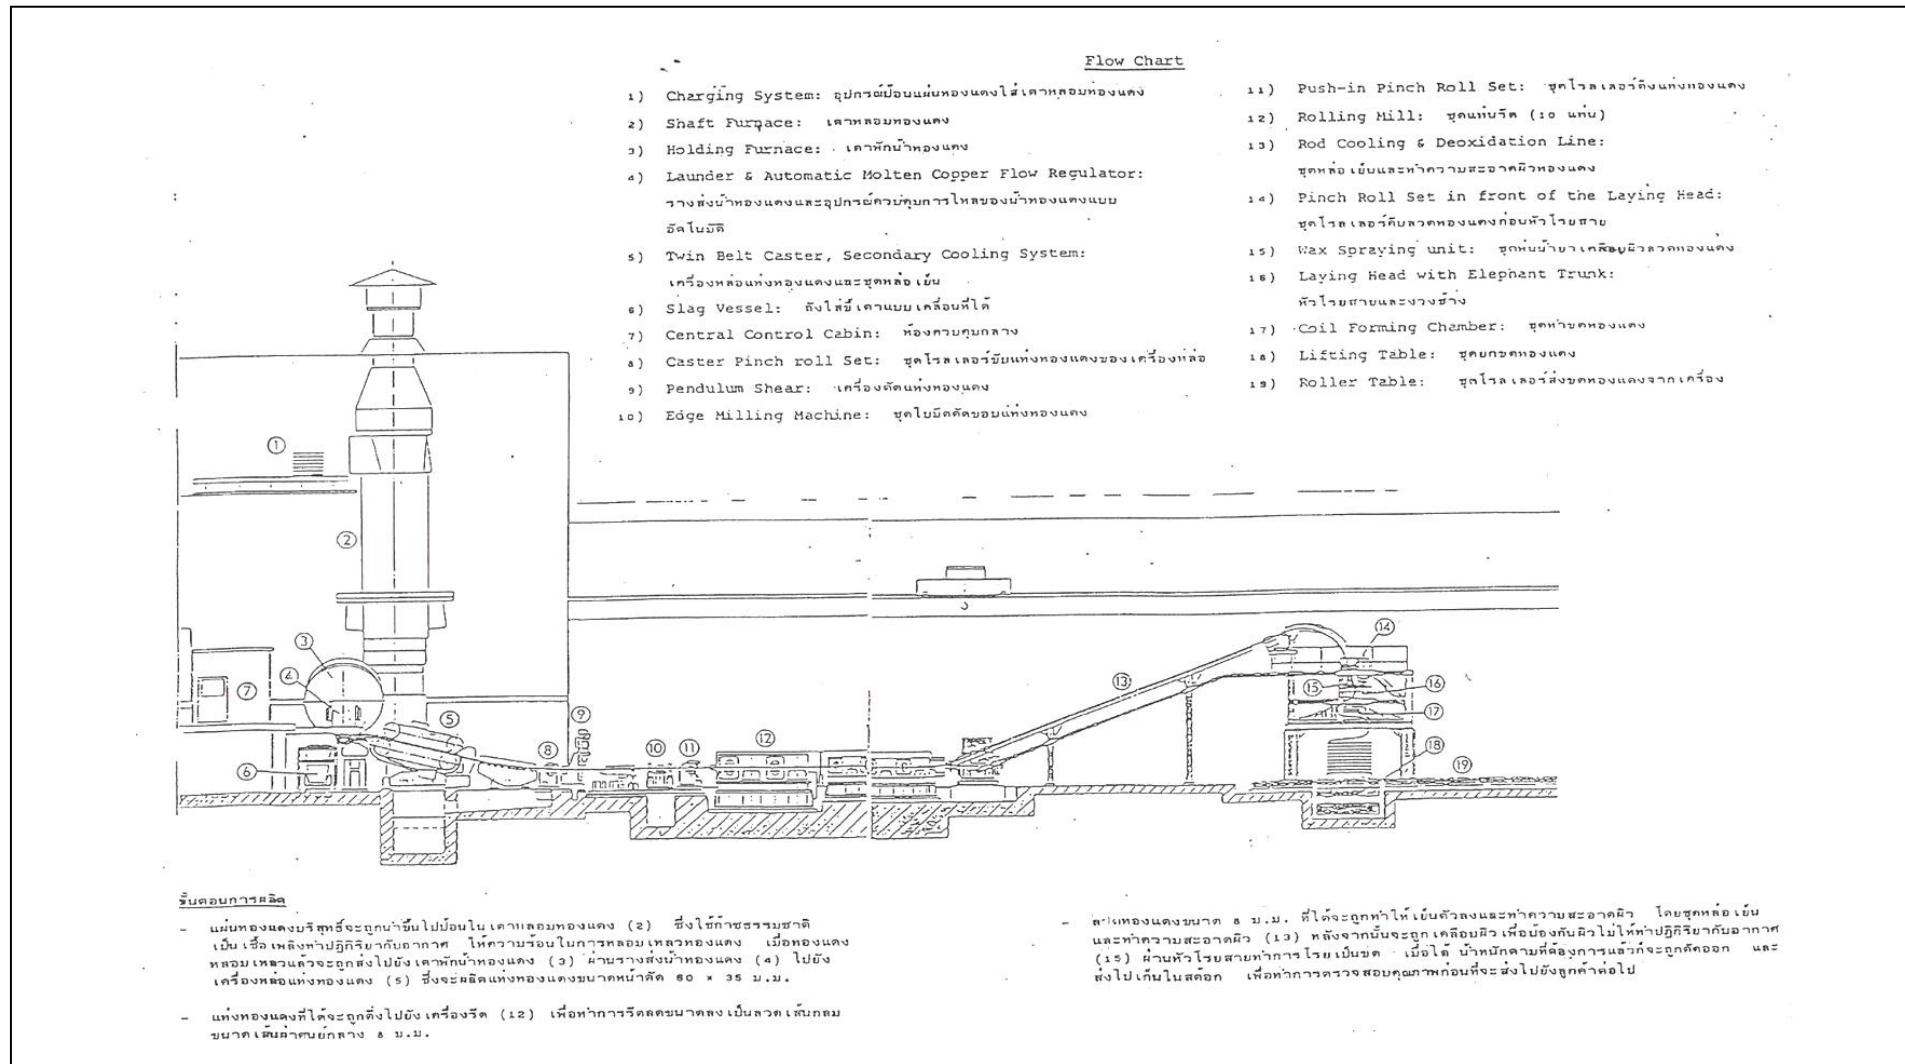 Flow Chart
1) Charging System: อุปกรณ์ป้อนแผ่นทองแดงใส่เตาหลอมทองแดง
2) Shaft Furnace: เตาหลอมทองแดง
3) Holding Furnace: เตาพักน้ำทองแดง
4) Launder & Automatic Molten Copper Flow Regulator:
รางส่งน้ำทองแดงและอุปกรณ์ควบคุมการไหลของน้ำทองแดงแบบ
อัตโนมัติ
5) Twin Belt Caster, Secondary Cooling System:
เครื่องหล่อแท่งทองแดงและชุดหล่อเย็น
6) Slag Vessel: ถังใส่ขี้เตาแบบเคลื่อนที่ได้
7) Central Control Cabin: ห้องควบคุมกลาง
8) Caster Pinch roll Set: ชุดโรลเลอร์ขับแท่งทองแดงของเครื่องหล่อ
9) Pendulum Shear: เครื่องตัดแท่งทองแดง
10) Edge Milling Machine: ชุดใบมีดตัดขอบแท่งทองแดง
11) Push-in Pinch Roll Set: ชุดโรลเลอร์ดึงแท่งทองแดง
12) Rolling Mill: ชุดแท่นรีด (10 แท่น)
13) Rod Cooling & Deoxidation Line:
ชุดหล่อเย็นและทำความสะอาดผิวทองแดง
14) Pinch Roll Set in front of the Laying Head:
ชุดโรลเลอร์คีบลวดทองแดงก่อนหัวโรยสาย
15) Wax Spraying unit: ชุดพ่นน้ำยาเคลือบผิวลวดทองแดง
16) Laying Head with Elephant Trunk:
หัวโรยสายและงวงช้าง
17) Coil Forming Chamber: ชุดทำขดทองแดง
18) Lifting Table: ชุดยกขดทองแดง
19) Roller Table: ชุดโรลเลอร์ส่งขดทองแดงจากเครื่อง
1
2
3
4
7
5
6
8
9
10
11
12
13
14
15
16
17
18
19
ขั้นตอนการผลิต
- แผ่นทองแดงบริสุทธิ์จะถูกนำขึ้นไปป้อนในเตาหลอมทองแดง (2) ซึ่งใช้ก๊าซธรรมชาติ
เป็นเชื้อเพลิงทำปฏิกิริยากับอากาศ ให้ความร้อนในการหลอมเหลวทองแดง เมื่อทองแดง
หลอมเหลวแล้วจะถูกส่งไปยังเตาพักน้ำทองแดง (3) ผ่านรางส่งน้ำทองแดง (4) ไปยัง
เครื่องหล่อแท่งทองแดง (5) ซึ่งจะผลิตแท่งทองแดงขนาดหน้าตัด 60 × 35 ม.ม.
- แท่งทองแดงที่ได้จะถูกดึงไปยังเครื่องรีด (12) เพื่อทำการรีดลดขนาดลงเป็นลวดเส้นกลม
ขนาดเส้นผ่าศูนย์กลาง 8 ม.ม.
- ลวดทองแดงขนาด 8 ม.ม. ที่ได้จะถูกทำให้เย็นตัวลงและทำความสะอาดผิว โดยชุดหล่อเย็น
และทำความสะอาดผิว (13) หลังจากนั้นจะถูกเคลือบผิวเพื่อป้องกันผิวไม่ให้ทำปฏิกิริยากับอากาศ
(15) ผ่านหัวโรยสายทำการโรยเป็นขด เมื่อได้น้ำหนักตามที่ต้องการแล้วก็จะถูกตัดออก และ
ส่งไปเก็บในสต๊อก เพื่อทำการตรวจสอบคุณภาพก่อนที่จะส่งไปยังลูกค้าต่อไป